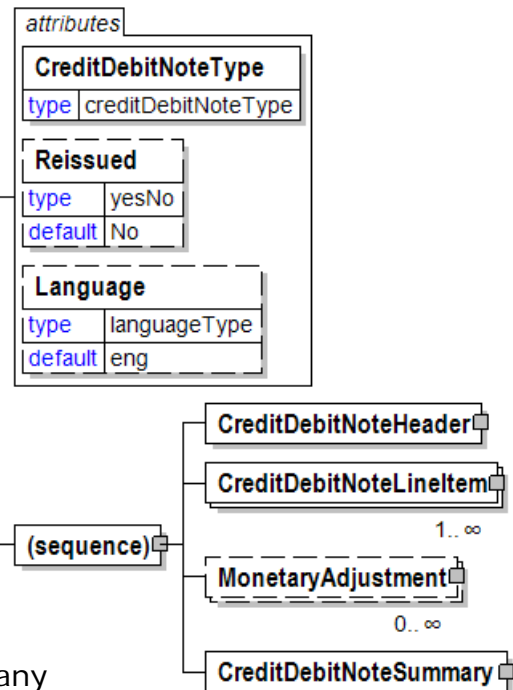 attributes
CreditDebitNoteType
type creditDebitNoteType
Reissued
type yesNo
default No
Language
type languageType
default eng
CreditDebitNoteHeader
CreditDebitNoteLineItem
1.. ∞
(sequence)
MonetaryAdjustment
0.. ∞
any
CreditDebitNoteSummary